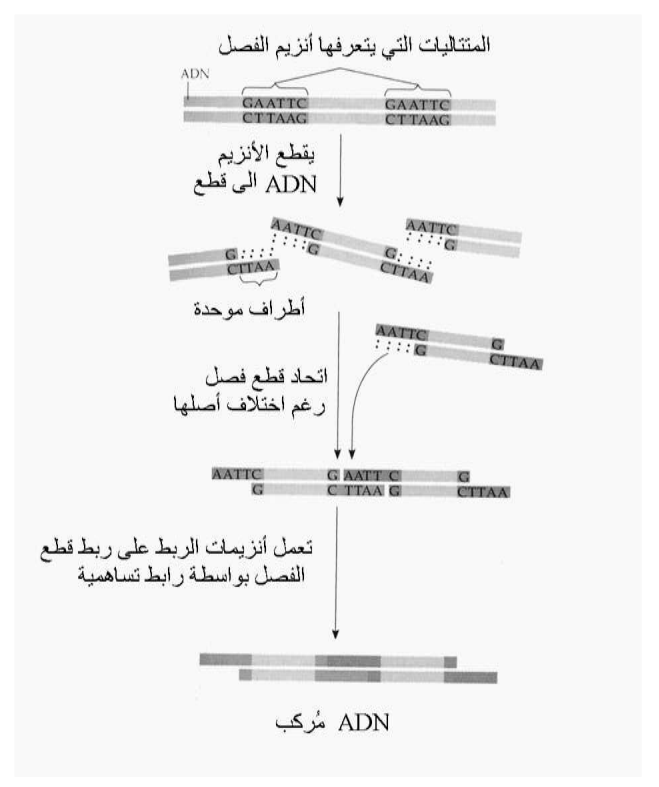 المتتاليات التي يتعرفها أنزيم الفصل
ADN
GAATTC GAATTC
CTTAAG CTTAAG
يقطع الأنزيم
ADN الى قطع
AATTC
G
G
CTTAA
AATTC
G
G
CTTAA
أطراف موحدة
AATTC
G
G
CTTAA
اتحاد قطع فصل
رغم اختلاف أصلها
AATTC G AATT C G
G C TTAA G CTTAA
تعمل أنزيمات الربط على ربط قطع
الفصل بواسطة رابط تساهمية
ADN مُركب